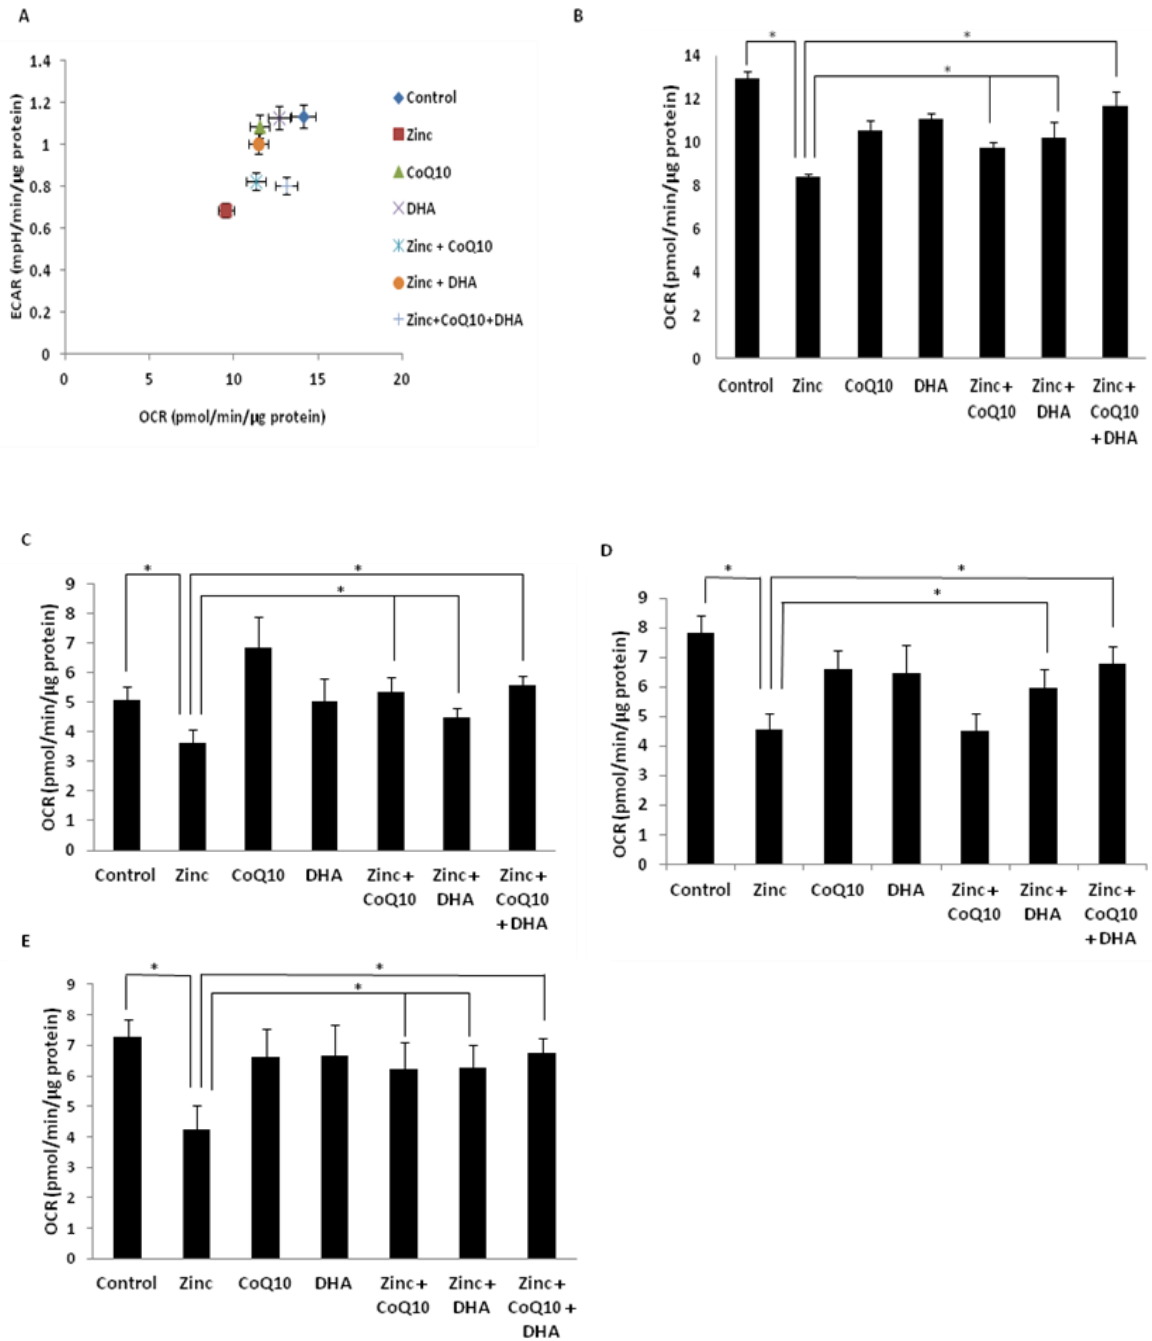 A
ECAR (mpH/min/µg protein)
1.4
1.2
1
0.8
0.6
0.4
0.2
0
0 5 10 15 20
OCR (pmol/min/µg protein)
Control
Zinc
CoQ10
DHA
Zinc + CoQ10
Zinc + DHA
Zinc+CoQ10+DHA
B
* *
*
OCR (pmol/min/µg protein)
14
12
10
8
6
4
2
0
Control Zinc CoQ10 DHA Zinc+ Zinc+ Zinc+
CoQ10 DHA CoQ10
+ DHA
C
* *
*
OCR (pmol/min/µg protein)
9
8
7
6
5
4
3
2
1
0
Control Zinc CoQ10 DHA Zinc+ Zinc+ Zinc+
CoQ10 DHA CoQ10
+ DHA
D
* *
*
OCR (pmol/min/µg protein)
9
8
7
6
5
4
3
2
1
0
Control Zinc CoQ10 DHA Zinc+ Zinc+ Zinc+
CoQ10 DHA CoQ10
+ DHA
E
* *
*
OCR (pmol/min/µg protein)
9
8
7
6
5
4
3
2
1
0
Control Zinc CoQ10 DHA Zinc+ Zinc+ Zinc+
CoQ10 DHA CoQ10 +
DHA